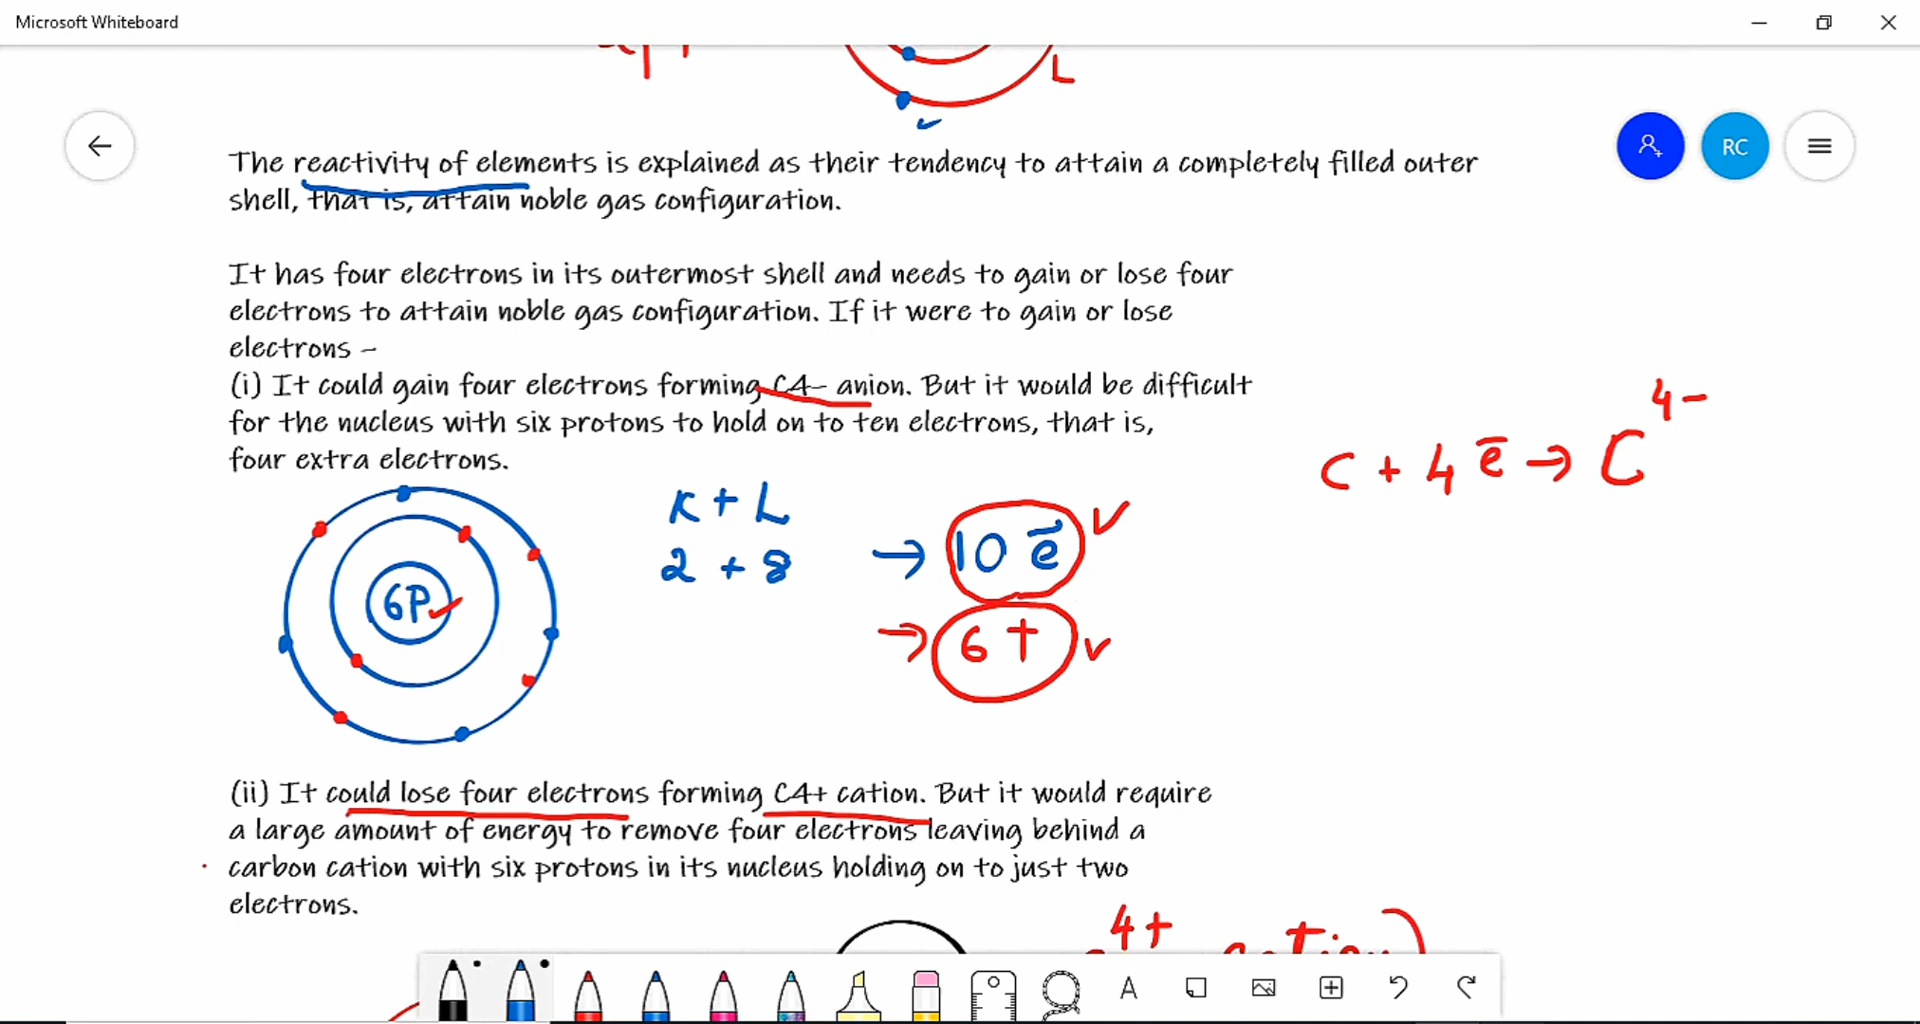 Microsoft Whiteboard
L
RC
The reactivity of elements is explained as their tendency to attain a completely filled outer
shell, that is, attain noble gas configuration.
It has four electrons in its outermost shell and needs to gain or lose four
electrons to attain noble gas configuration. If it were to gain or lose
electrons –
(i) It could gain four electrons forming C4– anion. But it would be difficult
for the nucleus with six protons to hold on to ten electrons, that is,
four extra electrons.
C + 4 e̅ → C⁴⁻
K + L
2 + 8 → 10 e̅
6P
→ 6 +
(ii) It could lose four electrons forming C4+ cation. But it would require
a large amount of energy to remove four electrons leaving behind a
carbon cation with six protons in its nucleus holding on to just two
electrons.
4+
A